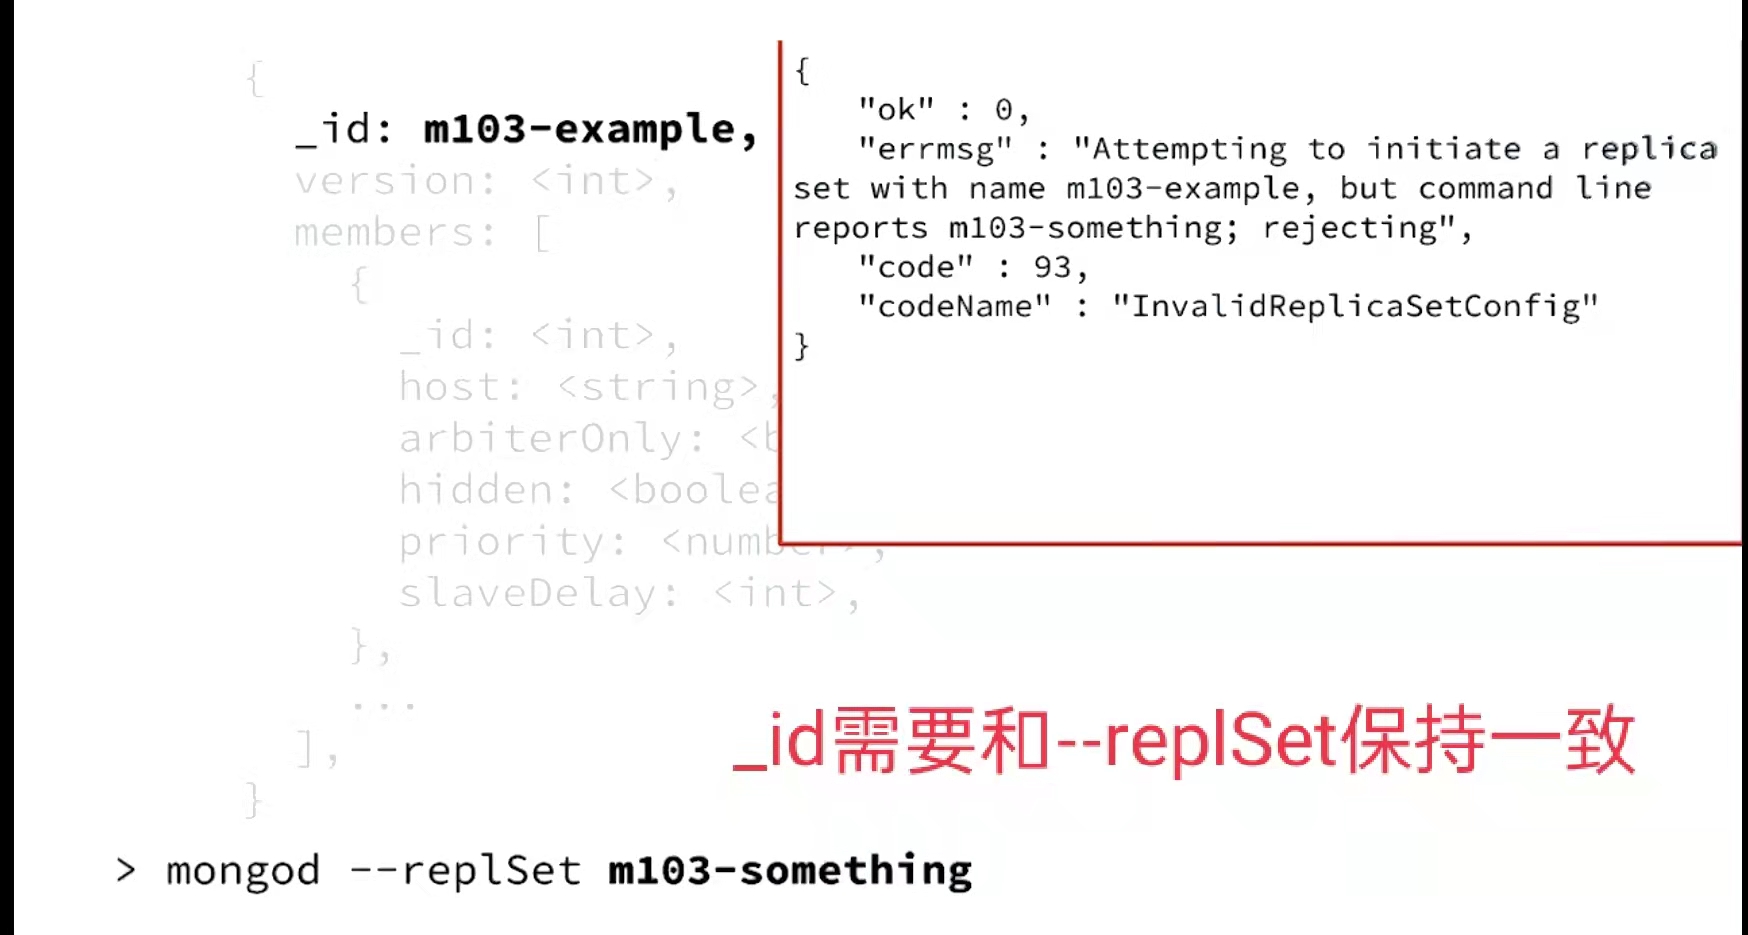 {
_id: m103-example,
version: <int>,
members: [
{
_id: <int>,
host: <string>,
arbiterOnly: <b
hidden: <boolea
priority: <number>,
slaveDelay: <int>,
},
...
],
}
{
"ok" : 0,
"errmsg" : "Attempting to initiate a replica
set with name m103-example, but command line
reports m103-something; rejecting",
"code" : 93,
"codeName" : "InvalidReplicaSetConfig"
}
_id需要和--replSet保持一致
> mongod --replSet m103-something